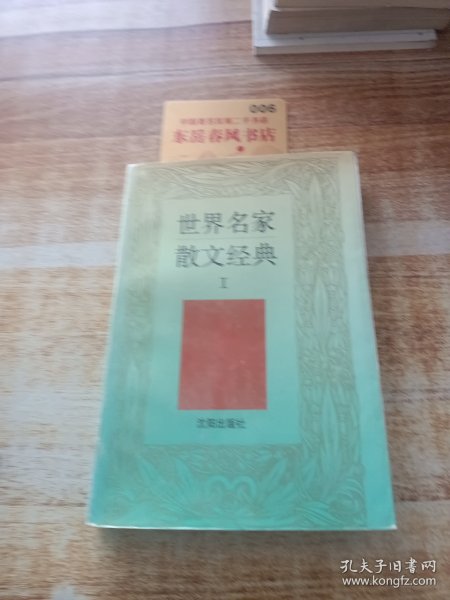 006
东瑶春风书店
世界名家
散文经典
I
沈阳出版社
孔夫子旧书网
www.kongfz.com